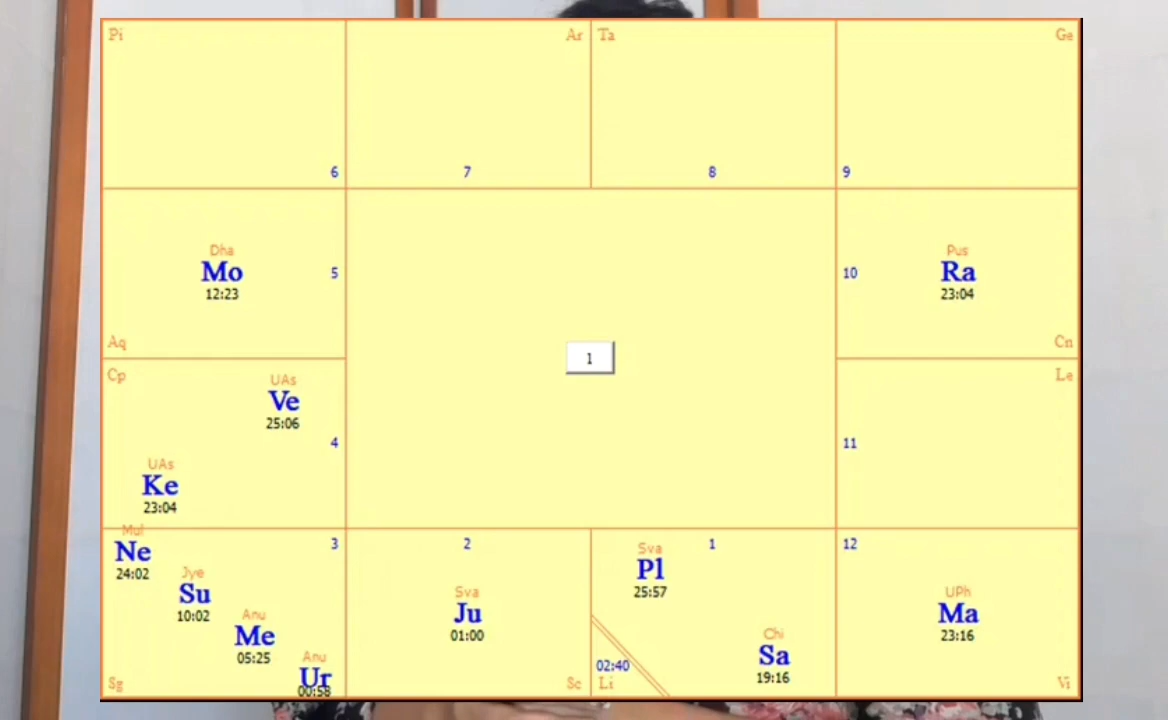 Pi
6
Ar
7
Ta
8
Ge
9
Dha
Mo
12:23
5
Aq
10
Pus
Ra
23:04
Cn
Cp
UAs
Ve
25:06
4
UAs
Ke
23:04
1
Le
11
Mul
Ne
24:02
Jye
Su
10:02
Anu
Me
05:25
Anu
Ur
00:58
3
Sg
2
Sva
Ju
01:00
Sc
1
Sva
Pl
25:57
Chi
Sa
19:16
02:40
Li
12
UPh
Ma
23:16
Vi